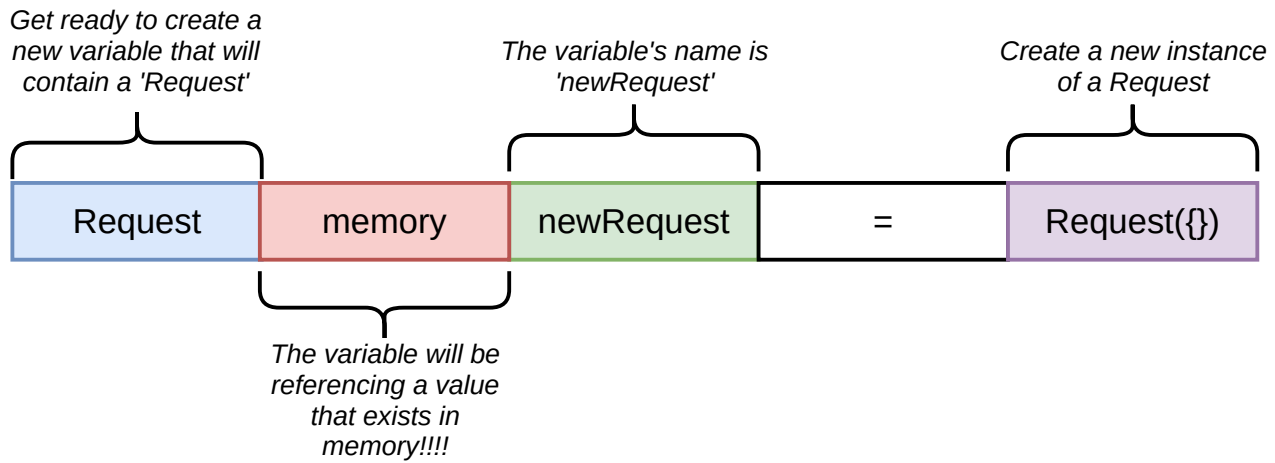 Get ready to create a
new variable that will
contain a 'Request'
The variable's name is
'newRequest'
Create a new instance
of a Request
Request memory newRequest = Request({})
The variable will be
referencing a value
that exists in
memory!!!!